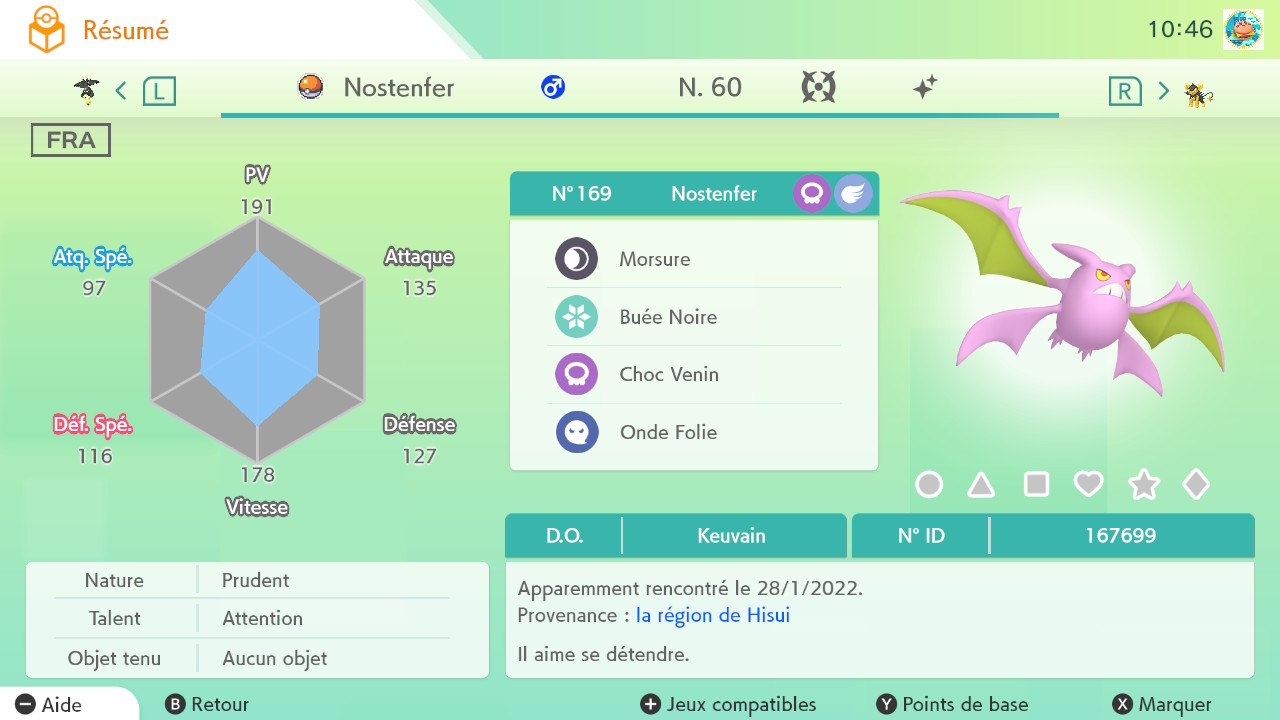 Résumé
10:46
L
Nostenfer
N. 60
R
FRA
PV
191
Atq. Spé.
97
Attaque
135
Déf. Spé.
116
Défense
127
178
Vitesse
N° 169 Nostenfer
Morsure
Buée Noire
Choc Venin
Onde Folie
D.O. Keuvain
N° ID 167699
Nature Prudent
Talent Attention
Objet tenu Aucun objet
Apparemment rencontré le 28/1/2022.
Provenance : la région de Hisui
Il aime se détendre.
Aide
B Retour
Jeux compatibles
Y Points de base
X Marquer